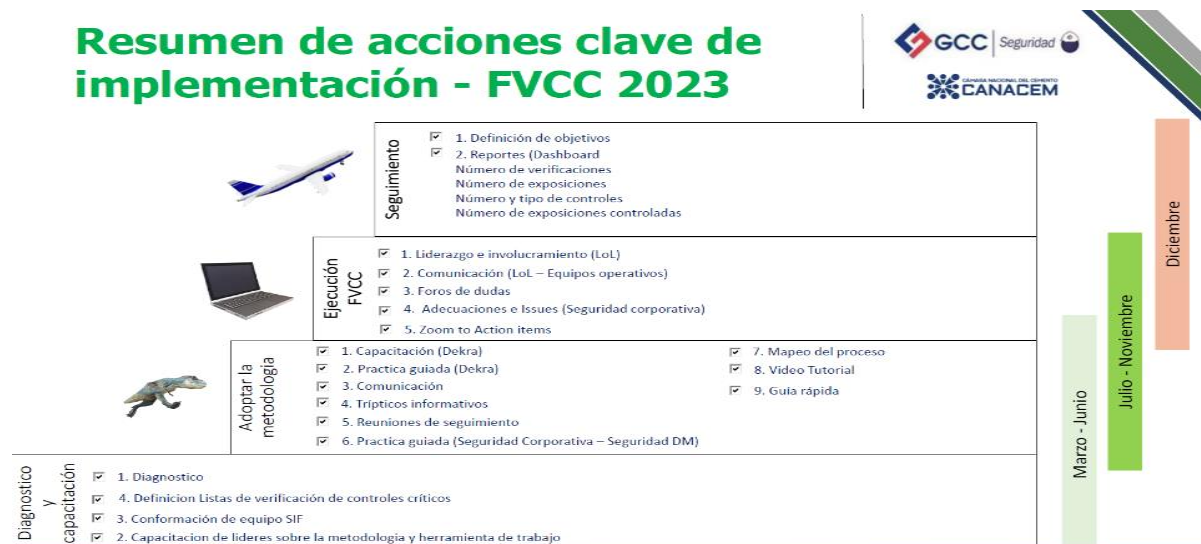 Resumen de acciones clave de
implementación - FVCC 2023
GCC Seguridad
CÁMARA NACIONAL DEL CEMENTO
CANACEM
Seguimiento
1. Definición de objetivos
2. Reportes (Dashboard
Número de verificaciones
Número de exposiciones
Número y tipo de controles
Número de exposiciones controladas
Ejecución
FVCC
1. Liderazgo e involucramiento (LoL)
2. Comunicación (LoL – Equipos operativos)
3. Foros de dudas
4. Adecuaciones e Issues (Seguridad corporativa)
5. Zoom to Action items
Adoptar la
metodología
1. Capacitación (Dekra)
2. Practica guiada (Dekra)
3. Comunicación
4. Trípticos informativos
5. Reuniones de seguimiento
6. Practica guiada (Seguridad Corporativa – Seguridad DM)
7. Mapeo del proceso
8. Video Tutorial
9. Guía rápida
Diagnostico
y
capacitación
1. Diagnostico
4. Definicion Listas de verificación de controles críticos
3. Conformación de equipo SIF
2. Capacitacion de lideres sobre la metodologia y herramienta de trabajo
Marzo - Junio
Julio - Noviembre
Diciembre